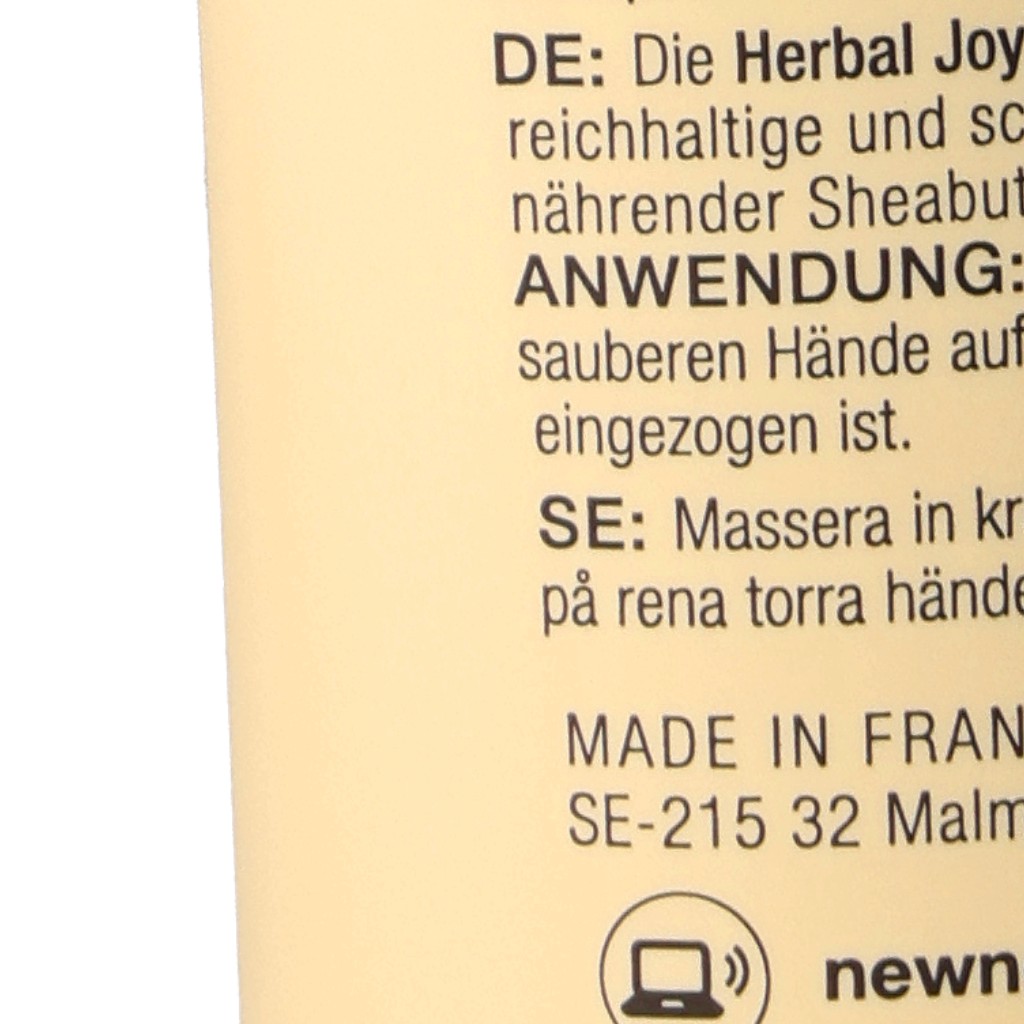 DE: Die Herbal Joy
reichhaltige und sc
nährender Sheabut
ANWENDUNG:
sauberen Hände auf
eingezogen ist.
SE: Massera in kr
på rena torra hände
MADE IN FRAN
SE-215 32 Malm
newn